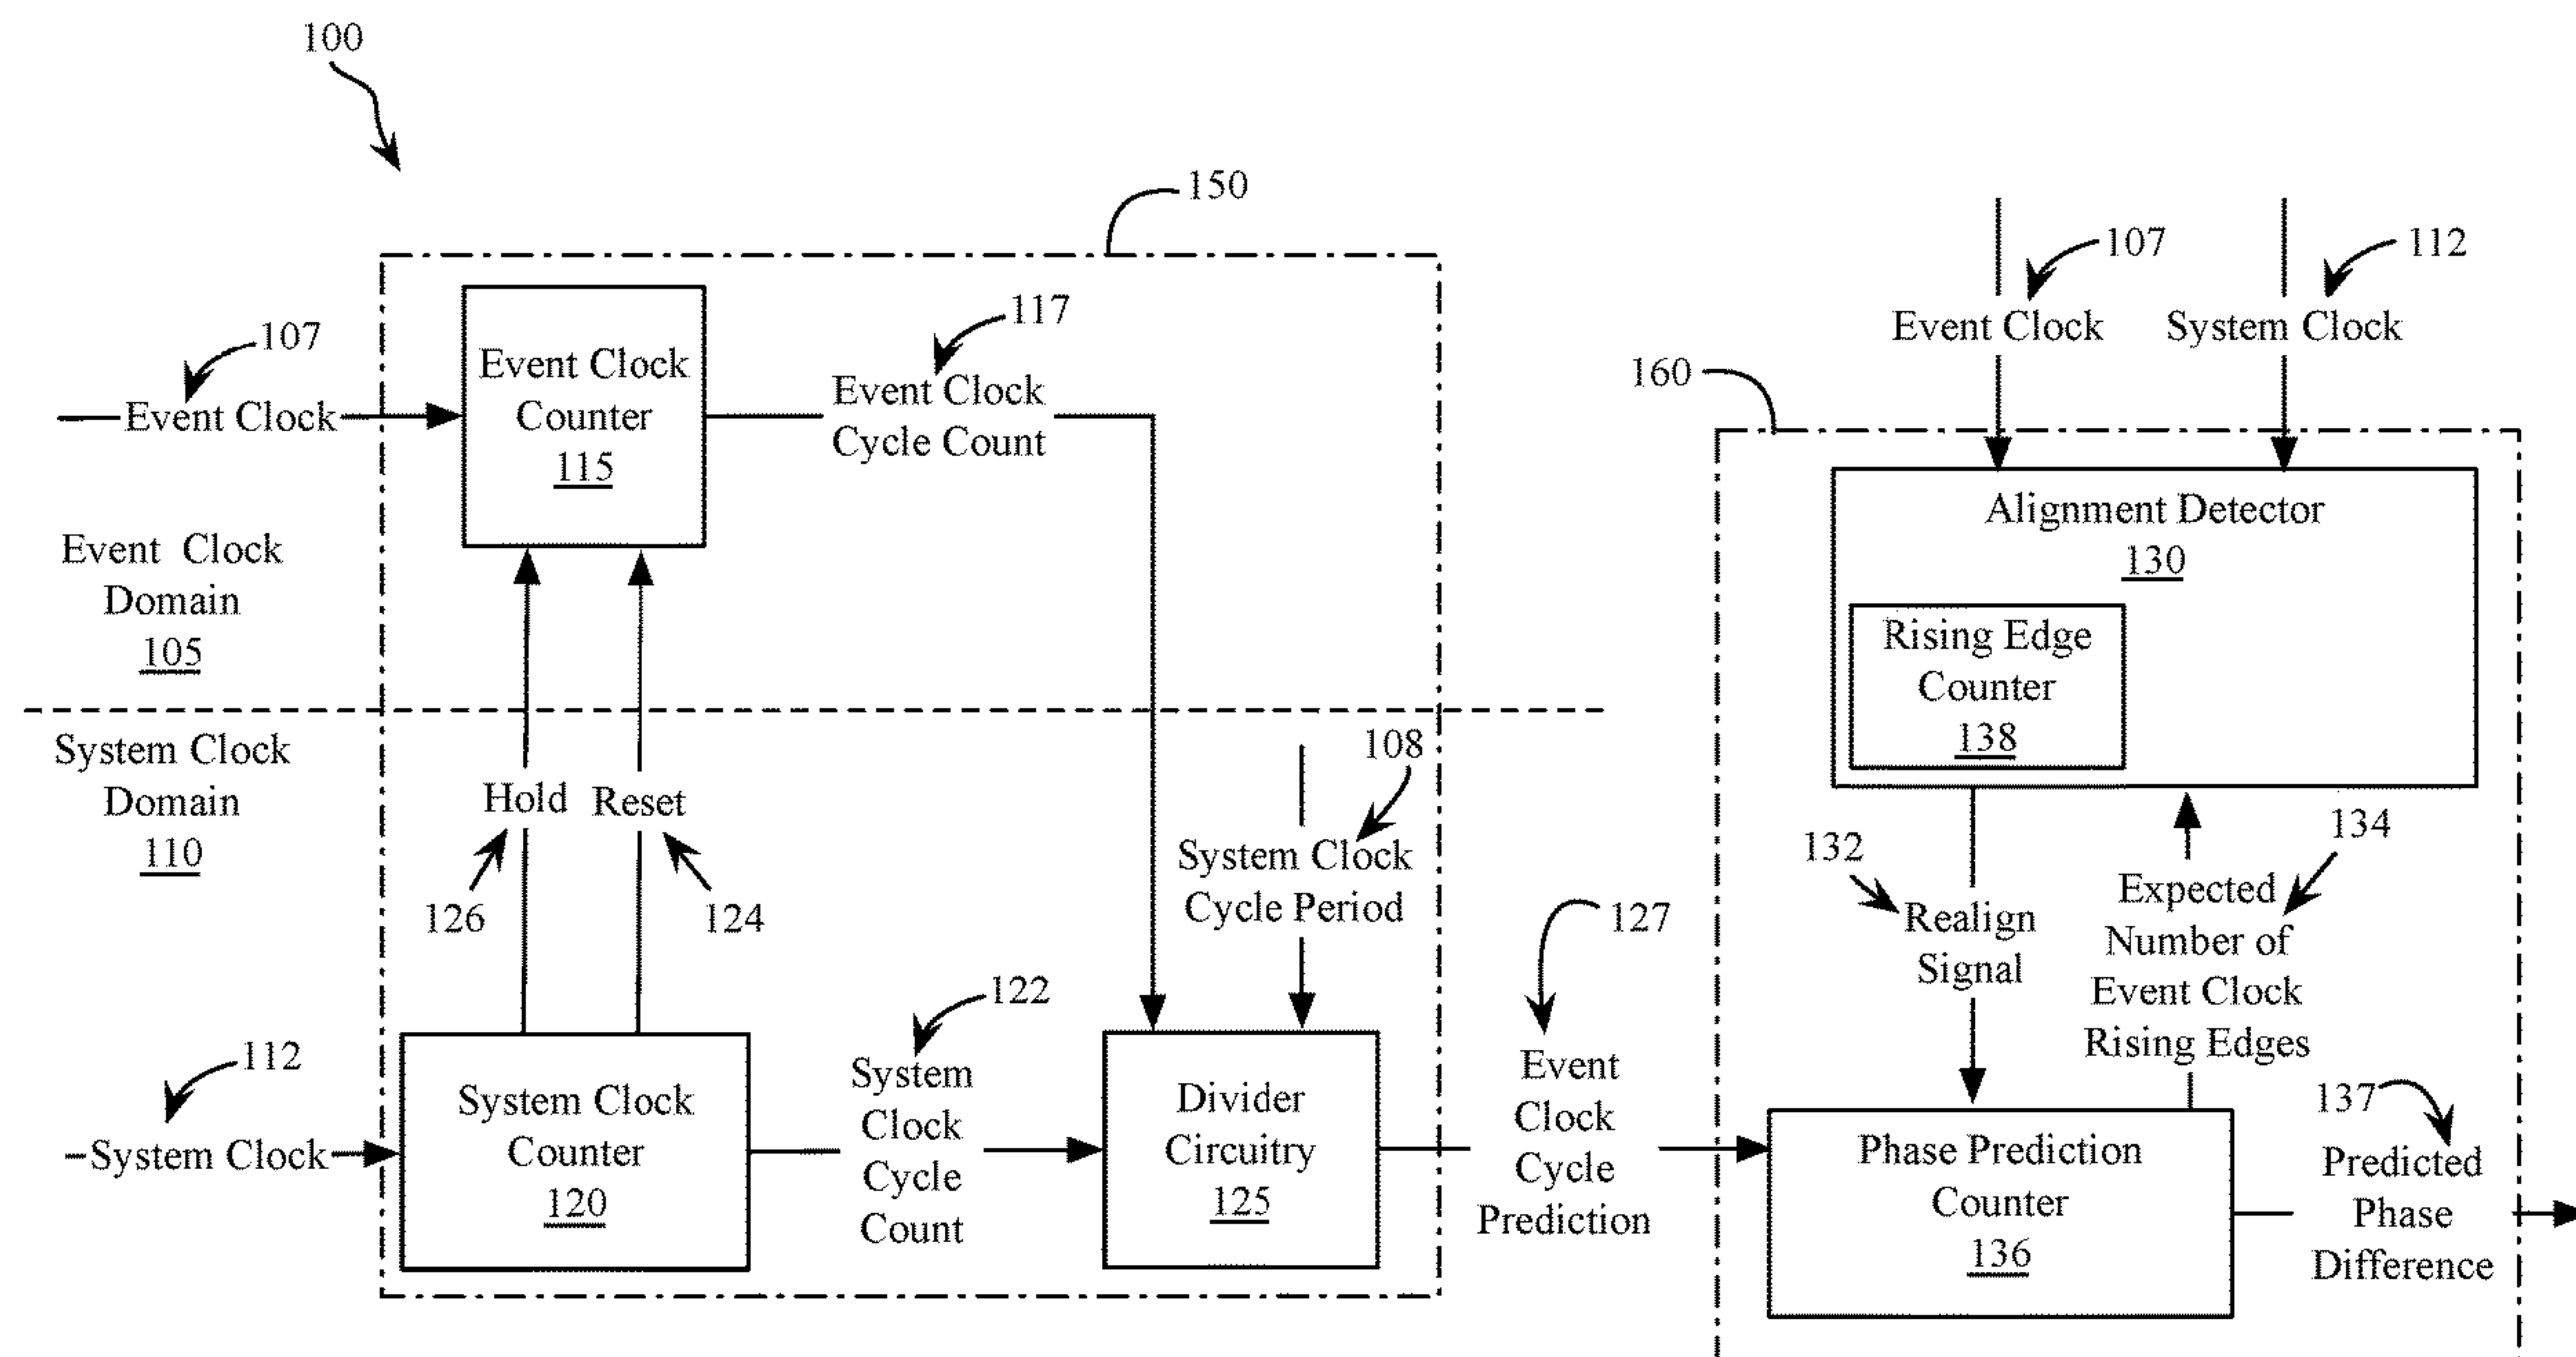 100
150
107
Event Clock
Event Clock
Counter
115
117
Event Clock
Cycle Count
Event Clock
Domain
105
System Clock
Domain
110
Hold
Reset
126
124
108
System Clock
Cycle Period
112
System Clock
System Clock
Counter
120
122
System
Clock
Cycle
Count
Divider
Circuitry
125
127
Event
Clock
Cycle
Prediction
160
107
Event Clock
112
System Clock
Alignment Detector
130
Rising Edge
Counter
138
132
Realign
Signal
134
Expected
Number of
Event Clock
Rising Edges
Phase Prediction
Counter
136
137
Predicted
Phase
Difference